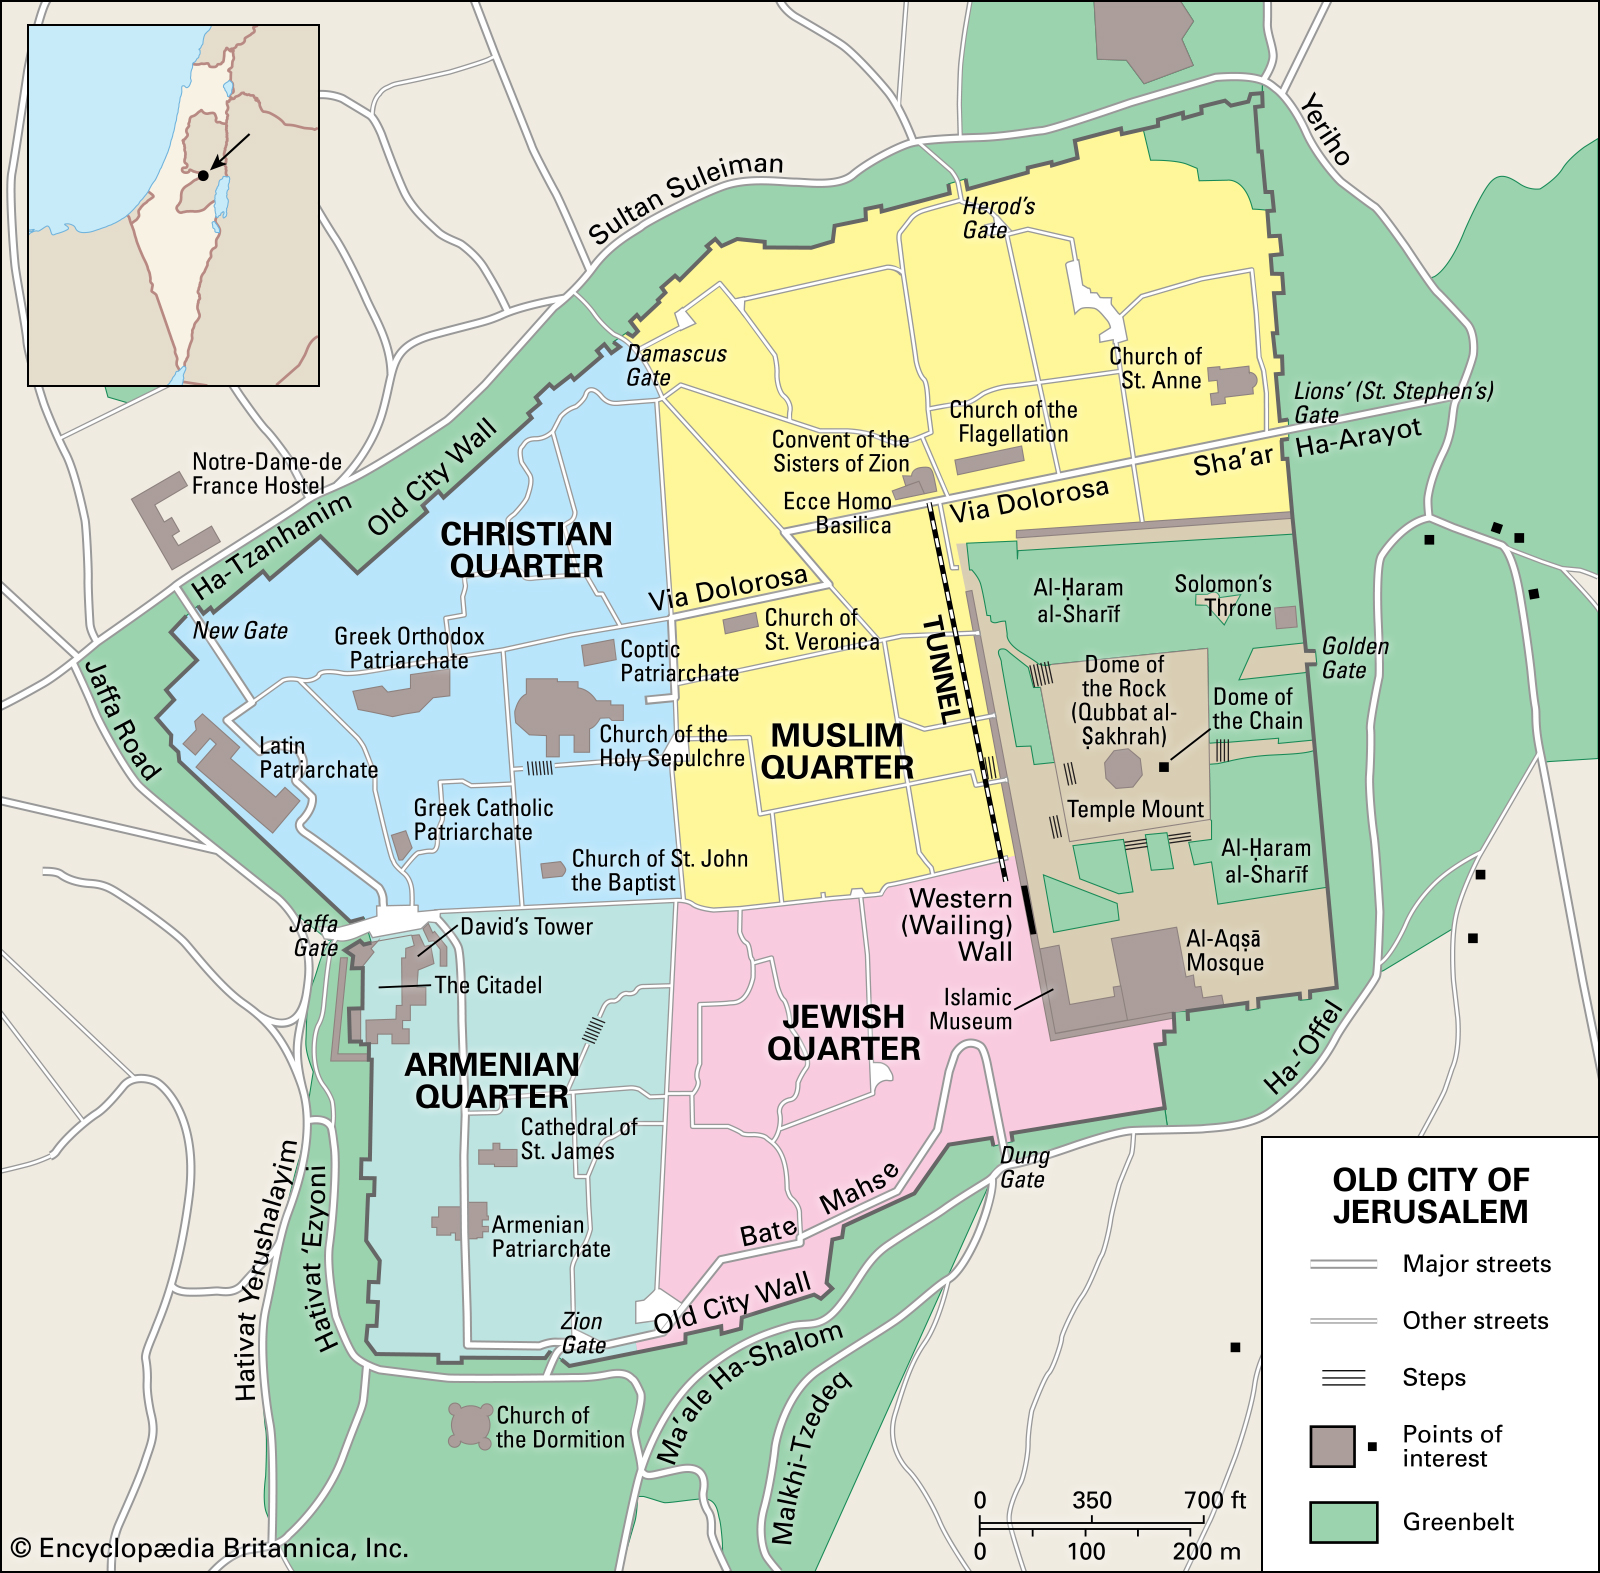 Yeriho
Sultan Suleiman
Herod's
Gate
Damascus
Gate
Church of
St. Anne
Lions' (St. Stephen's)
Gate
Ha-Arayot
Sha'ar
Church of the
Flagellation
Convent of the
Sisters of Zion
Ecce Homo
Basilica
Via Dolorosa
Notre-Dame-de
France Hostel
Ha-Tzanhanim
Old City Wall
CHRISTIAN
QUARTER
Via Dolorosa
New Gate
Greek Orthodox
Patriarchate
Coptic
Patriarchate
Church of
St. Veronica
TUNNEL
Al-Ḥaram
al-Sharīf
Solomon's
Throne
Golden
Gate
Dome of
the Rock
(Qubbat al-
Ṣakhrah)
Dome of
the Chain
Jaffa Road
Latin
Patriarchate
Church of the
Holy Sepulchre
MUSLIM
QUARTER
Temple Mount
Greek Catholic
Patriarchate
Church of St. John
the Baptist
Al-Ḥaram
al-Sharīf
Western
(Wailing)
Wall
Jaffa
Gate
David's Tower
The Citadel
Al-Aqṣā
Mosque
Islamic
Museum
JEWISH
QUARTER
ARMENIAN
QUARTER
Ha-'Offel
Cathedral of
St. James
Dung
Gate
Hativat Yerushalayim
Hativat 'Ezyoni
Armenian
Patriarchate
Bate Mahse
Old City Wall
Zion
Gate
Ma'ale Ha-Shalom
Malkhi-Tzedeq
Church of
the Dormition
OLD CITY OF
JERUSALEM
Major streets
Other streets
Steps
Points of
interest
Greenbelt
0 350 700 ft
0 100 200 m
© Encyclopædia Britannica, Inc.